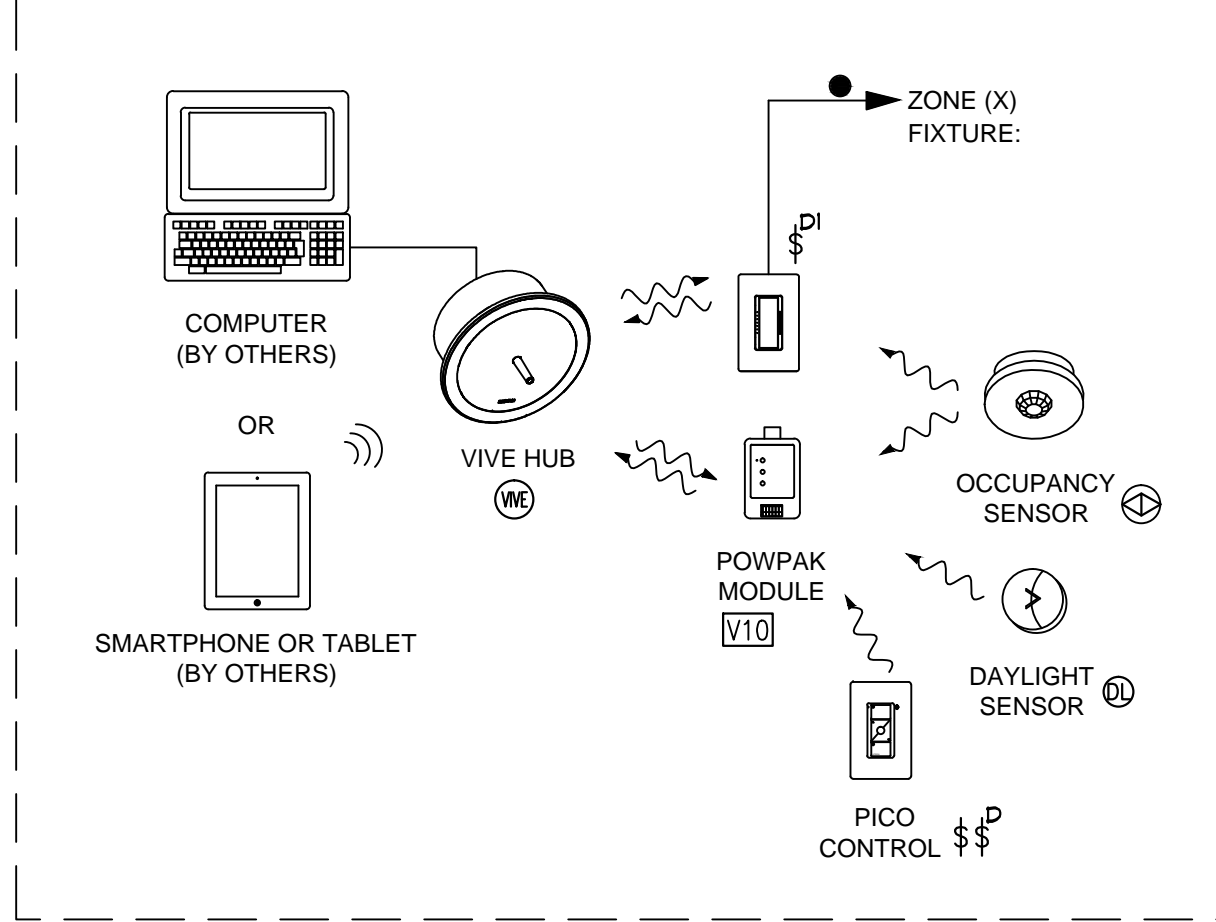 ZONE (X)
FIXTURE:
$DI
COMPUTER
(BY OTHERS)
OR
VIVE HUB
VIVE
SMARTPHONE OR TABLET
(BY OTHERS)
OCCUPANCY
SENSOR
POWPAK
MODULE
V10
DAYLIGHT
SENSOR DL
PICO
CONTROL $ $D